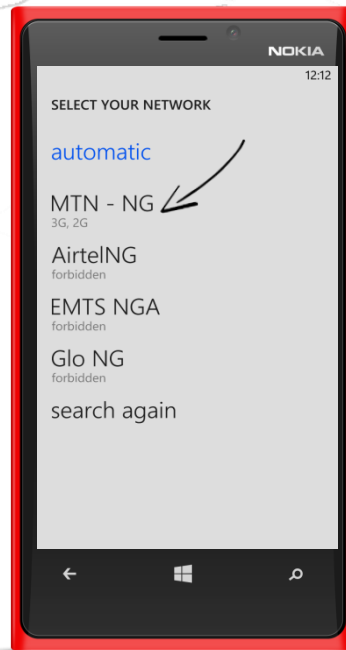 NOKIA
12:12
SELECT YOUR NETWORK
automatic
MTN - NG
3G, 2G
AirtelNG
forbidden
EMTS NGA
forbidden
Glo NG
forbidden
search again